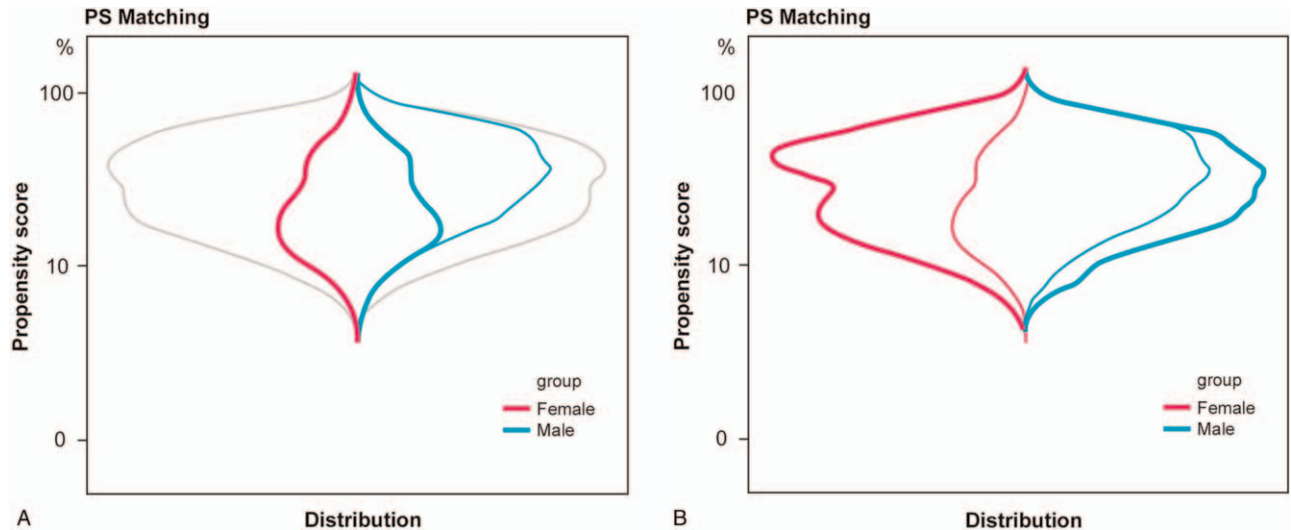 PS Matching
%
100
Propensity score
10
group
Female
Male
0
A
Distribution
PS Matching
%
100
Propensity score
10
group
Female
Male
0
B
Distribution